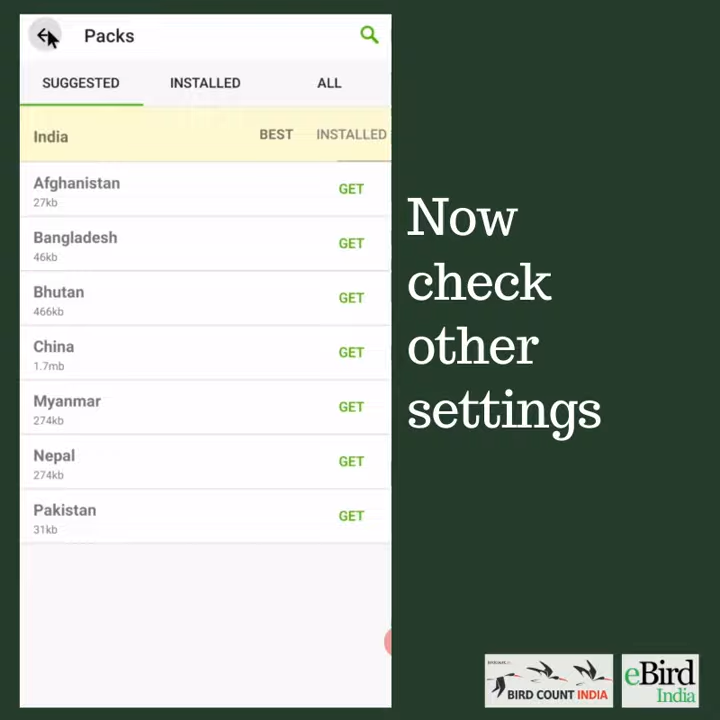 Packs
SUGGESTED INSTALLED ALL
India BEST INSTALLED
Afghanistan
27kb
GET
Bangladesh
46kb
GET
Bhutan
466kb
GET
China
1.7mb
GET
Myanmar
274kb
GET
Nepal
274kb
GET
Pakistan
31kb
GET
Now
check
other
settings
BIRD COUNT INDIA
eBird
India